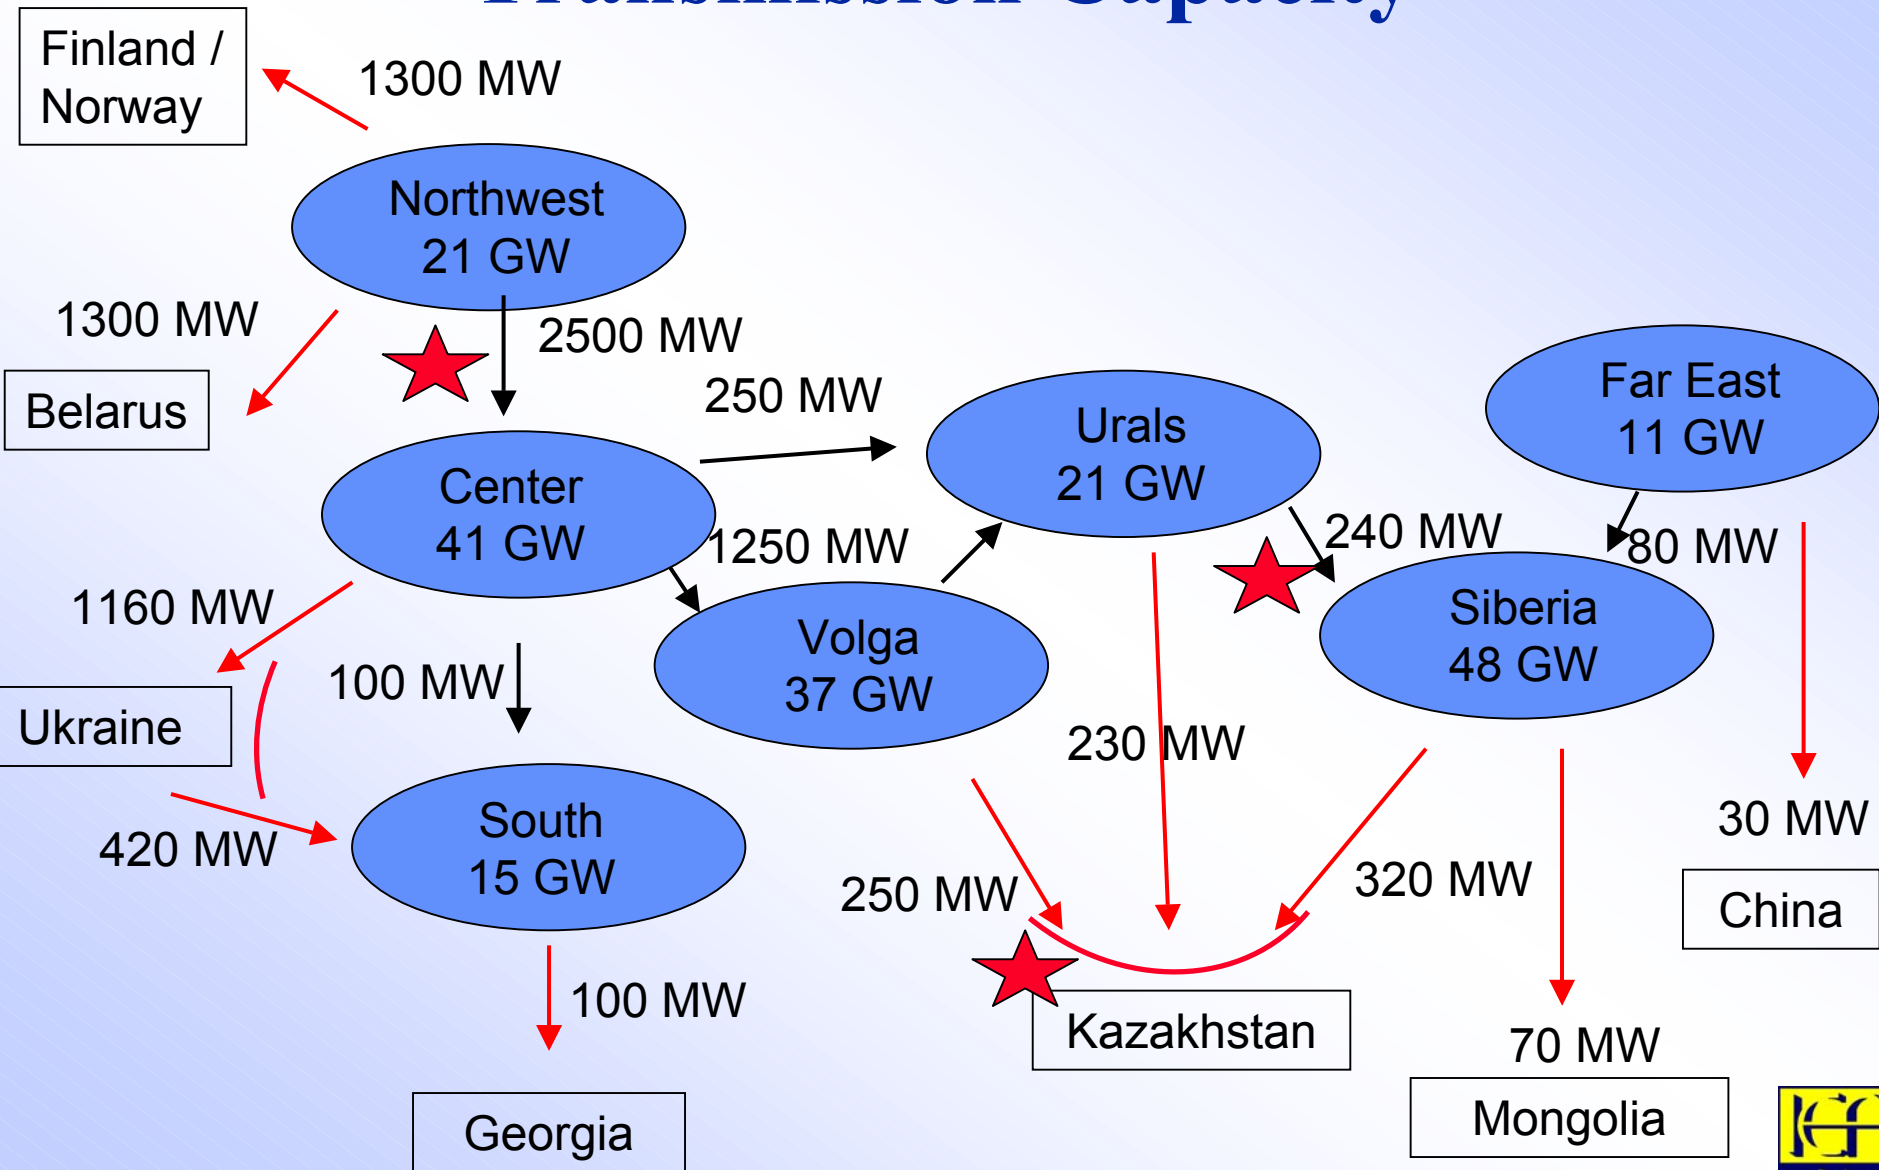 Transmission Capacity
Finland /
Norway
1300 MW
Northwest
21 GW
1300 MW
2500 MW
Belarus
250 MW
Urals
21 GW
Far East
11 GW
Center
41 GW
1250 MW
240 MW
80 MW
1160 MW
Volga
37 GW
Siberia
48 GW
100 MW
Ukraine
230 MW
420 MW
South
15 GW
250 MW
320 MW
30 MW
China
100 MW
Kazakhstan
70 MW
Georgia
Mongolia